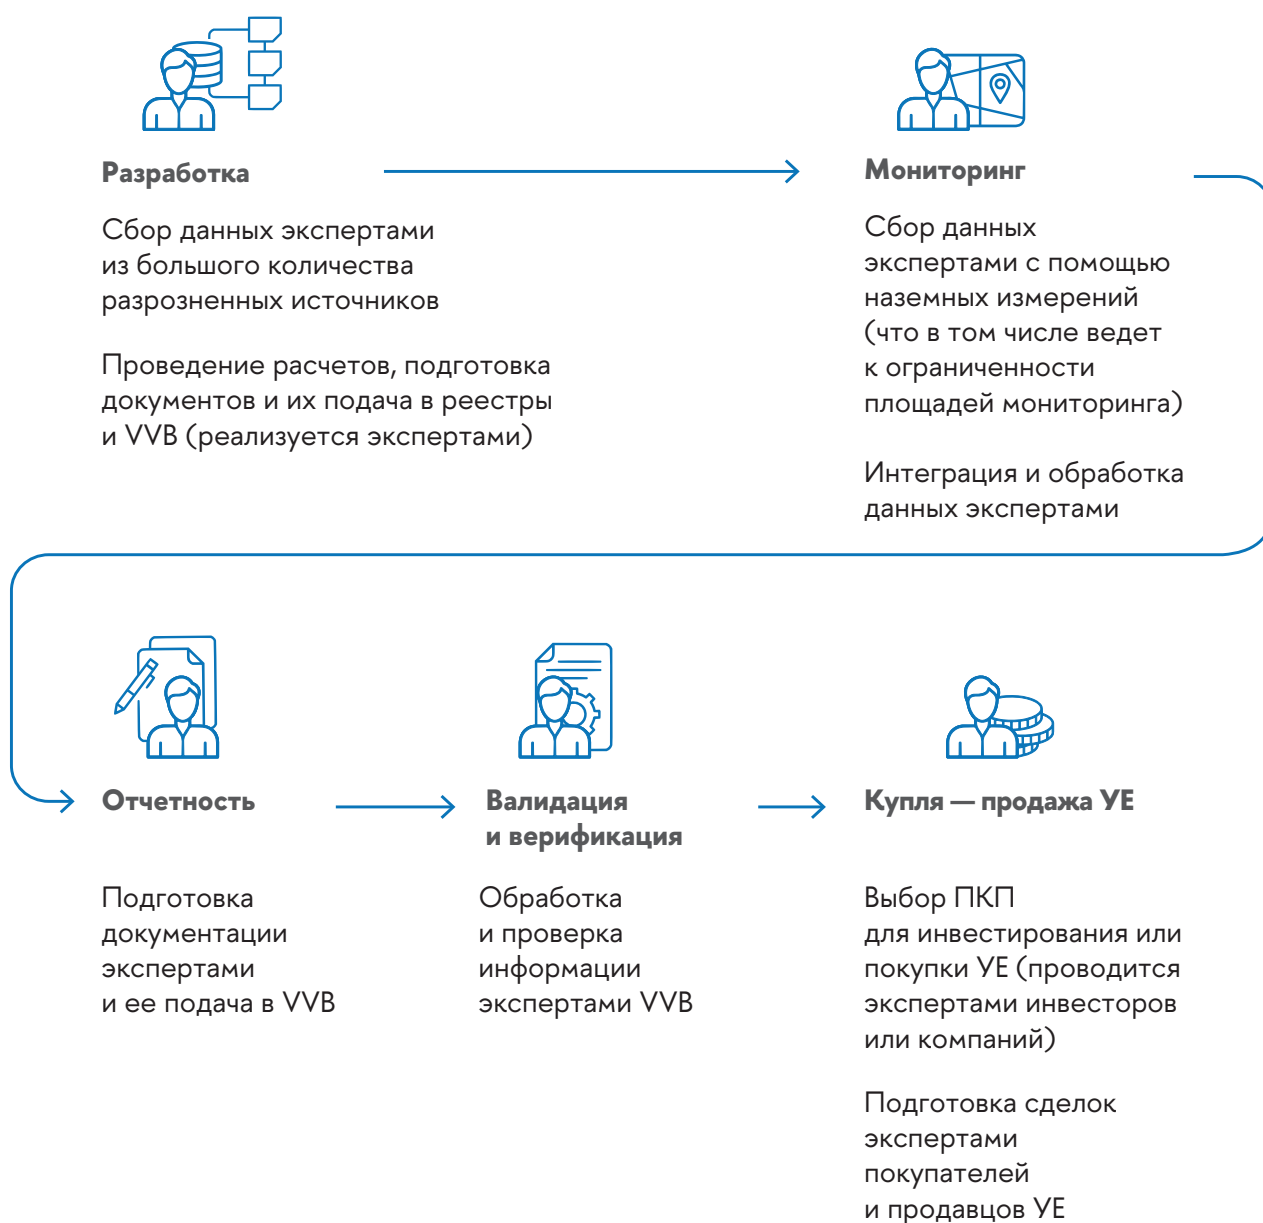 Разработка
Сбор данных экспертами
из большого количества
разрозненных источников
Проведение расчетов, подготовка
документов и их подача в реестры
и VVB (реализуется экспертами)
Мониторинг
Сбор данных
экспертами с помощью
наземных измерений
(что в том числе ведет
к ограниченности
площадей мониторинга)
Интеграция и обработка
данных экспертами
Отчетность
Подготовка
документации
экспертами
и ее подача в VVB
Валидация
и верификация
Обработка
и проверка
информации
экспертами VVB
Купля — продажа УЕ
Выбор ПКП
для инвестирования или
покупки УЕ (проводится
экспертами инвесторов
или компаний)
Подготовка сделок
экспертами
покупателей
и продавцов УЕ